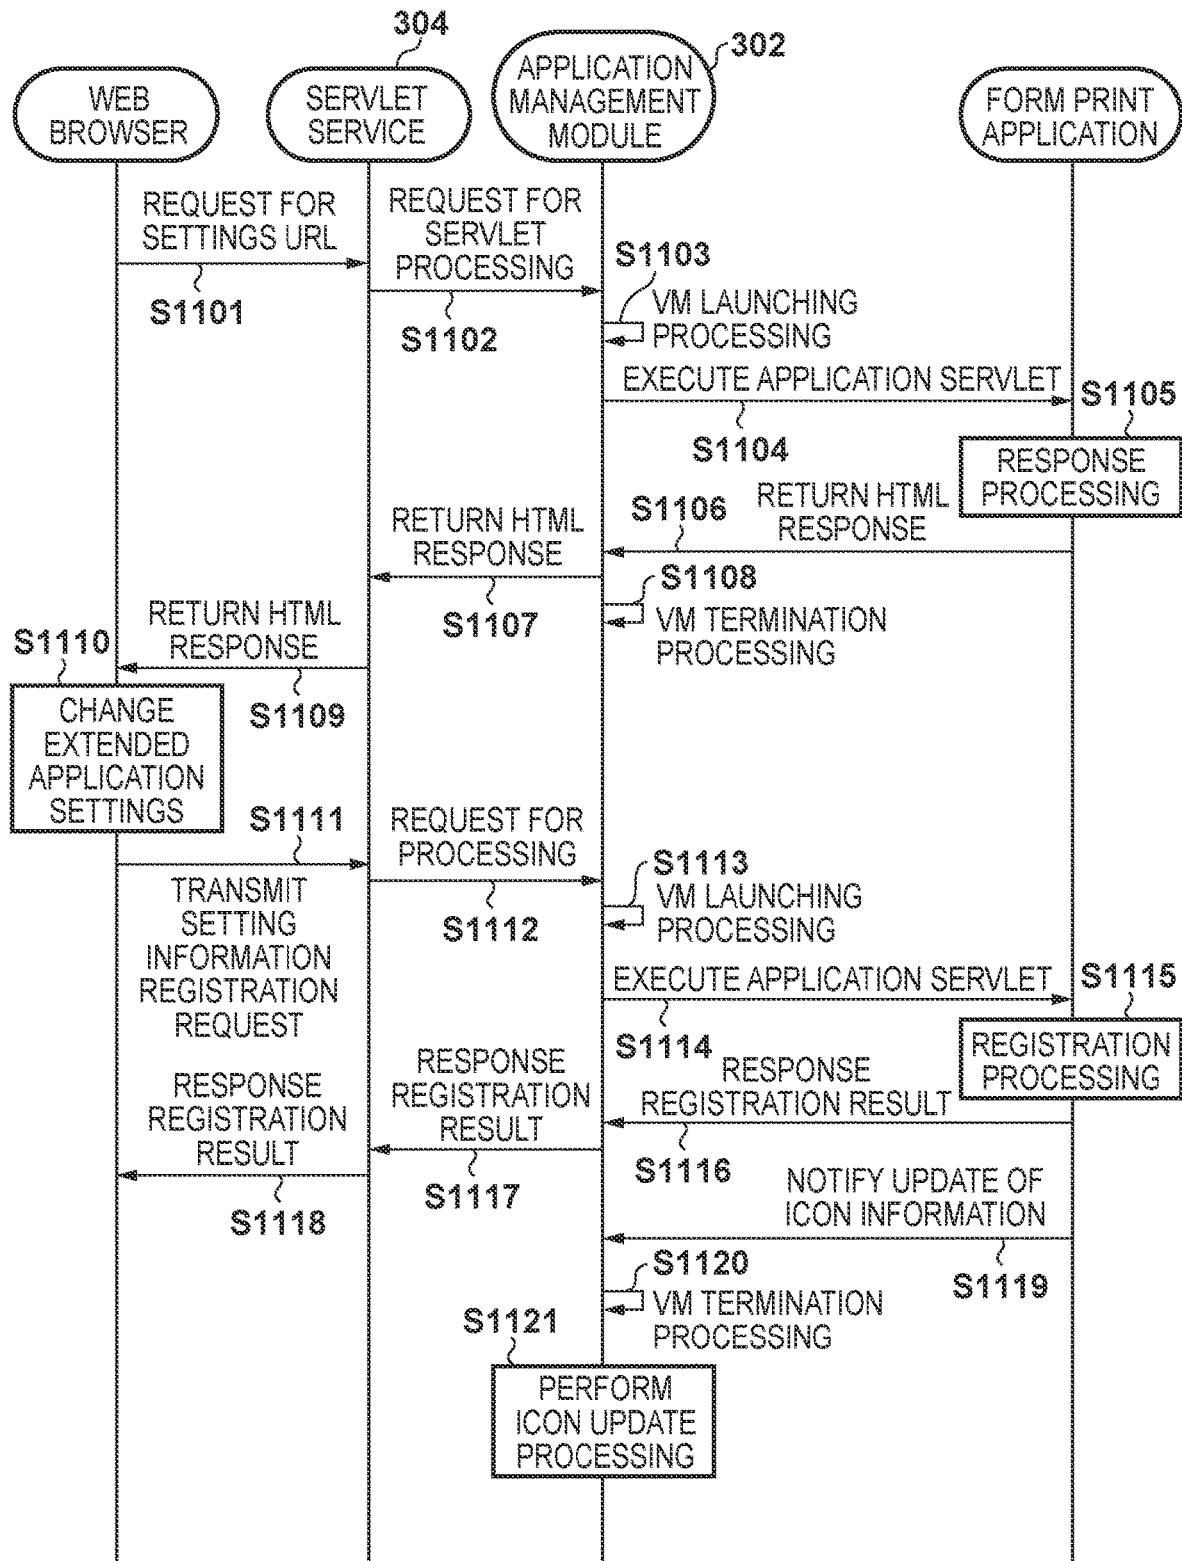 304
302
WEB
BROWSER
SERVLET
SERVICE
APPLICATION
MANAGEMENT
MODULE
FORM PRINT
APPLICATION
REQUEST FOR
SETTINGS URL
S1101
REQUEST FOR
SERVLET
PROCESSING
S1102
S1103
VM LAUNCHING
PROCESSING
EXECUTE APPLICATION SERVLET
S1104
S1105
RESPONSE
PROCESSING
RETURN HTML
RESPONSE
S1106
RETURN HTML
RESPONSE
S1107
S1108
VM TERMINATION
PROCESSING
RETURN HTML
RESPONSE
S1109
S1110
CHANGE
EXTENDED
APPLICATION
SETTINGS
S1111
TRANSMIT
SETTING
INFORMATION
REGISTRATION
REQUEST
REQUEST FOR
PROCESSING
S1112
S1113
VM LAUNCHING
PROCESSING
EXECUTE APPLICATION SERVLET
S1114
S1115
REGISTRATION
PROCESSING
RESPONSE
REGISTRATION RESULT
S1116
RESPONSE
REGISTRATION
RESULT
S1117
RESPONSE
REGISTRATION
RESULT
S1118
NOTIFY UPDATE OF
ICON INFORMATION
S1119
S1120
VM TERMINATION
PROCESSING
S1121
PERFORM
ICON UPDATE
PROCESSING